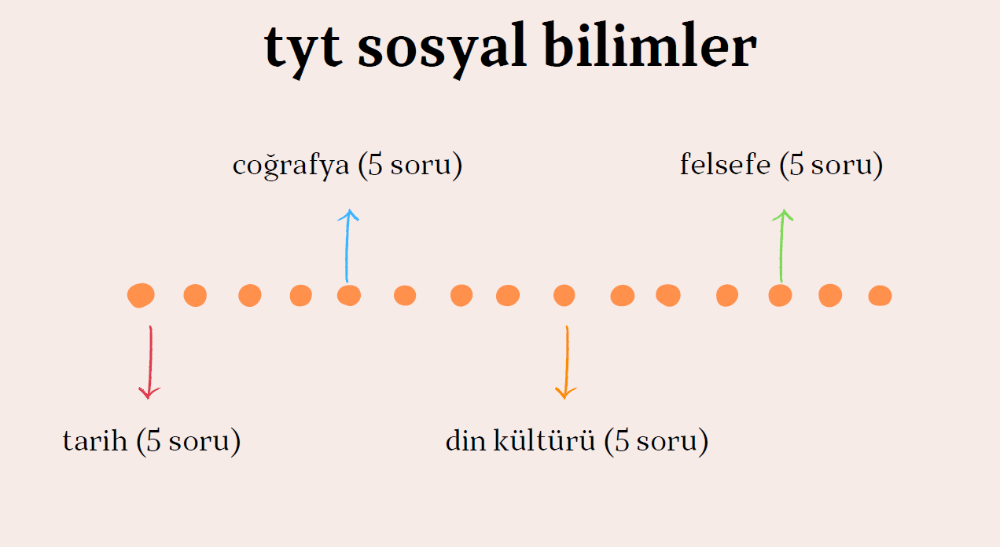 tyt sosyal bilimler
coğrafya (5 soru)
felsefe (5 soru)
tarih (5 soru)
din kültürü (5 soru)